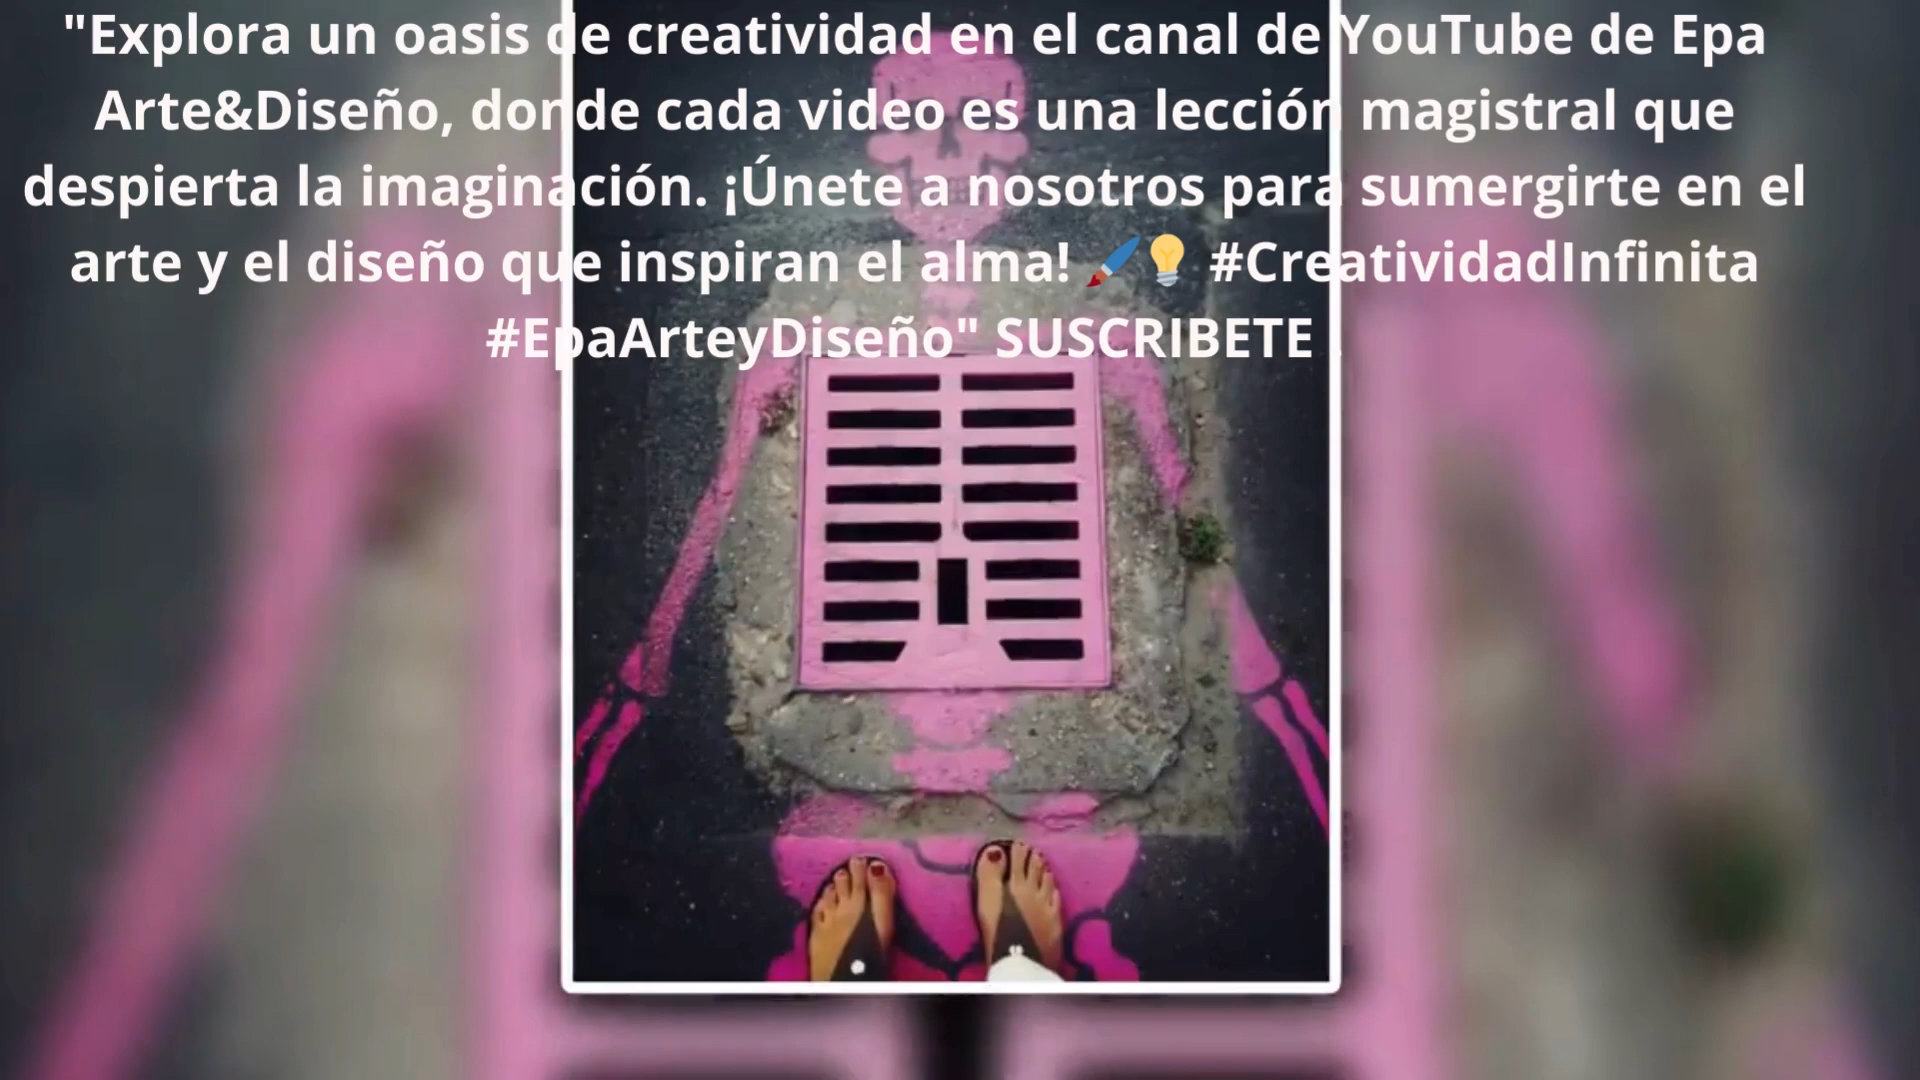 "Explora un oasis de creatividad en el canal de YouTube de Epa
Arte&Diseño, donde cada video es una lección magistral que
despierta la imaginación. ¡Únete a nosotros para sumergirte en el
arte y el diseño que inspiran el alma! 🖌️💡 #CreatividadInfinita
#EpaArteyDiseño" SUSCRIBETE .